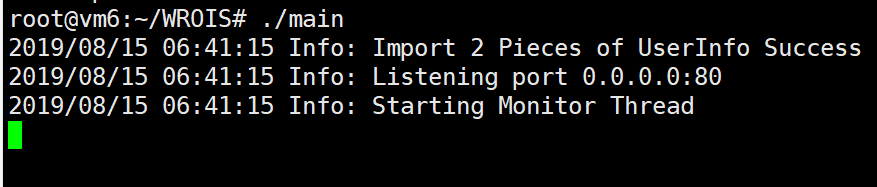 root@vm6:~/WROIS# ./main
2019/08/15 06:41:15 Info: Import 2 Pieces of UserInfo Success
2019/08/15 06:41:15 Info: Listening port 0.0.0.0:80
2019/08/15 06:41:15 Info: Starting Monitor Thread